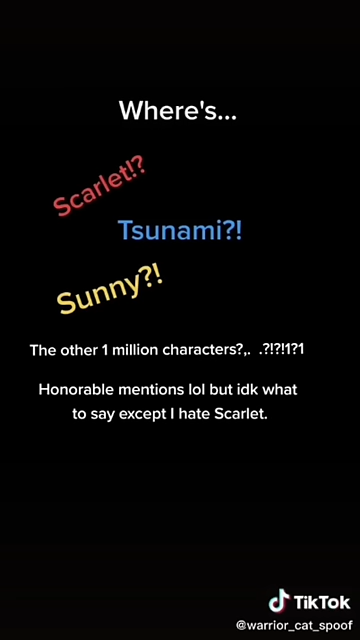 Where's...
Scarlet!?
Tsunami?!
Sunny?!
The other 1 million characters?,.  .?!?!1?1
Honorable mentions lol but idk what
to say except I hate Scarlet.
TikTok
@warrior_cat_spoof